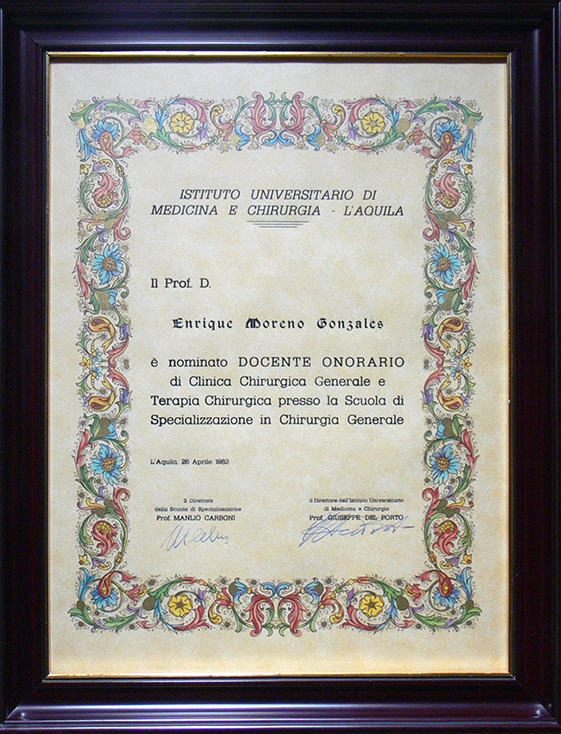 ISTITUTO UNIVERSITARIO DI
MEDICINA E CHIRURGIA - L'AQUILA
Il Prof. D.
Enrique Moreno Gonzales
è nominato DOCENTE ONORARIO
di Clinica Chirurgica Generale e
Terapia Chirurgica presso la Scuola di
Specializzazione in Chirurgia Generale
L'Aquila, 26 Aprile 1982
Il Direttore
della Scuola di Specializzazione
Prof. MANLIO CARBONI
il Direttore dell'Istituto Universitario
di Medicina e Chirurgia
Prof. GIUSEPPE DEL PORTO